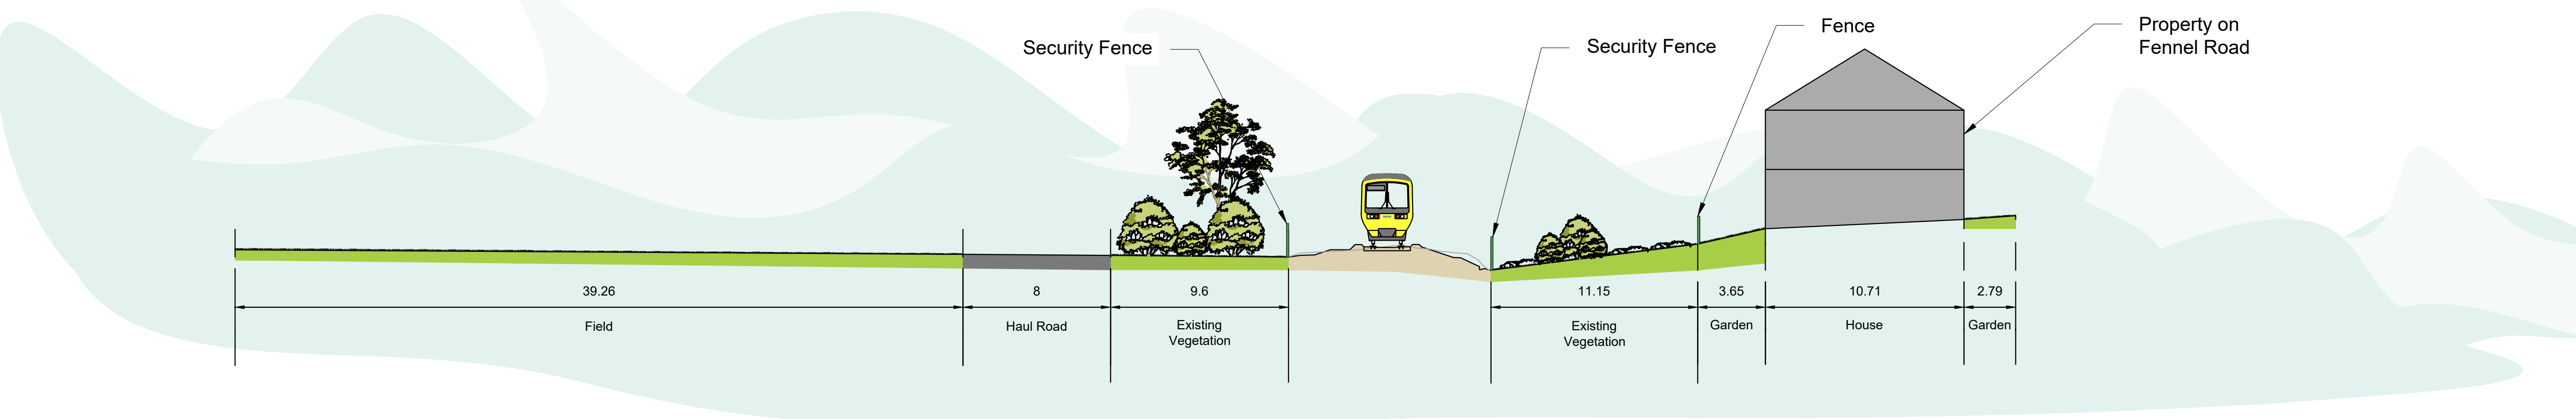 Security Fence
Security Fence
Fence
Property on
Fennel Road
39.26
8
9.6
11.15
3.65
10.71
2.79
Field
Haul Road
Existing
Vegetation
Existing
Vegetation
Garden
House
Garden